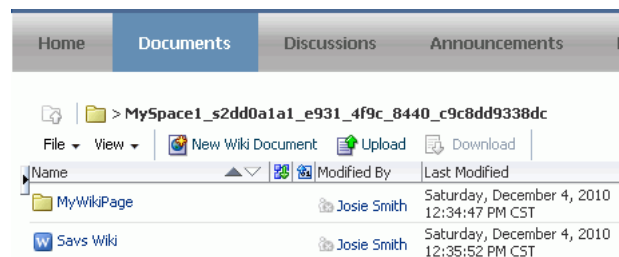 Home Documents Discussions Announcements
> MySpace1_s2dd0a1a1_e931_4f9c_8440_c9c8dd9338dc
File View New Wiki Document Upload Download
Name Modified By Last Modified
MyWikiPage Josie Smith Saturday, December 4, 2010
12:34:47 PM CST
W Savs Wiki Josie Smith Saturday, December 4, 2010
12:35:52 PM CST